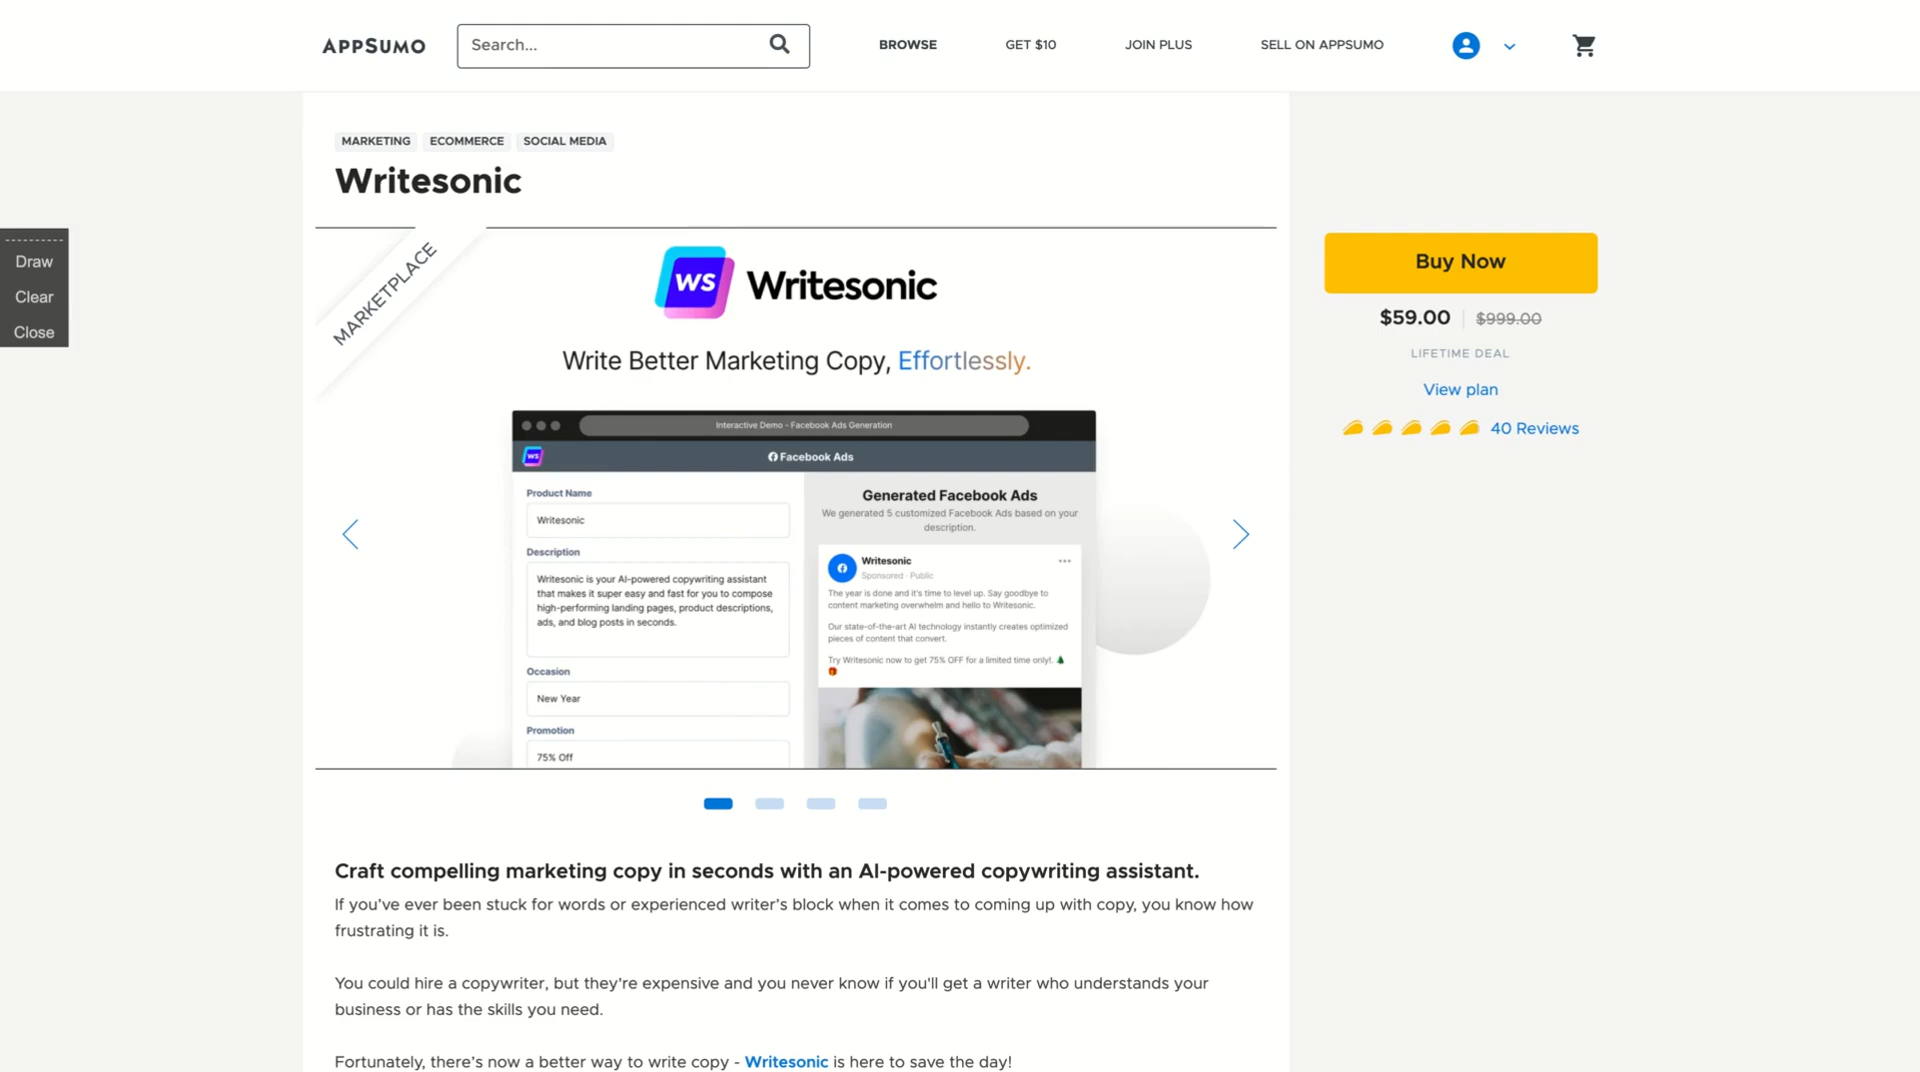 APPSUMO
Search...
BROWSE
GET $10
JOIN PLUS
SELL ON APPSUMO
MARKETING
ECOMMERCE
SOCIAL MEDIA
Writesonic
Draw
Clear
Close
MARKETPLACE
WS
Writesonic
Write Better Marketing Copy, Effortlessly.
Interactive Demo - Facebook Ads Generation
WS
Facebook Ads
Product Name
Writesonic
Description
Writesonic is your AI-powered copywriting assistant
that makes it super easy and fast for you to compose
high-performing landing pages, product descriptions,
ads, and blog posts in seconds.
Occasion
New Year
Promotion
75% Off
Generated Facebook Ads
We generated 5 customized Facebook Ads based on your
description.
Writesonic
Sponsored · Public
The year is done and it's time to level up. Say goodbye to
content marketing overwhelm and hello to Writesonic.
Our state-of-the-art AI technology instantly creates optimized
pieces of content that convert.
Try Writesonic now to get 75% OFF for a limited time only!. 🌲
🎁
Buy Now
$59.00
$999.00
LIFETIME DEAL
View plan
40 Reviews
Craft compelling marketing copy in seconds with an AI-powered copywriting assistant.
If you’ve ever been stuck for words or experienced writer’s block when it comes to coming up with copy, you know how
frustrating it is.
You could hire a copywriter, but they're expensive and you never know if you'll get a writer who understands your
business or has the skills you need.
Fortunately, there’s now a better way to write copy - Writesonic is here to save the day!